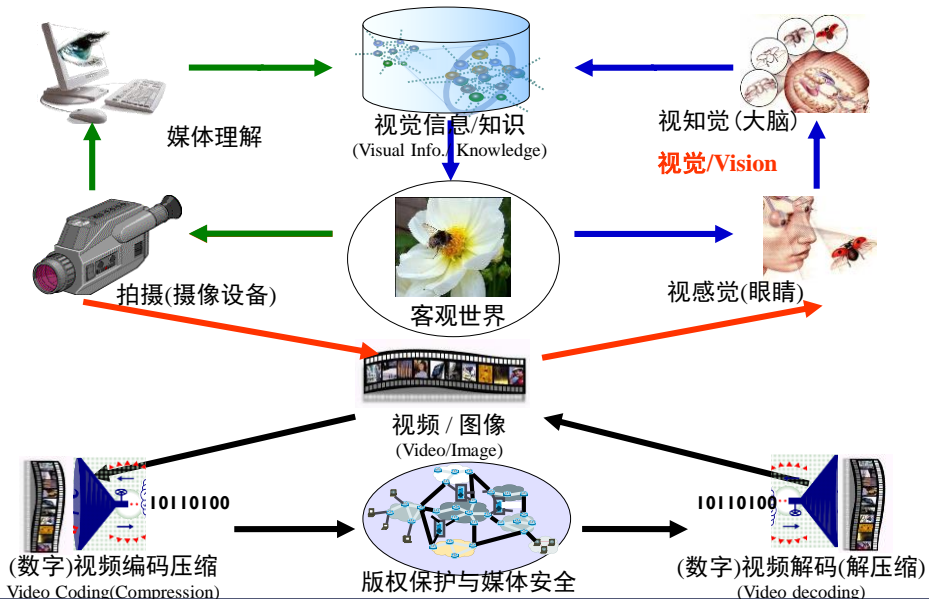 媒体理解
视觉信息/知识
(Visual Info./ Knowledge)
视知觉(大脑)
视觉/Vision
拍摄(摄像设备)
客观世界
视感觉(眼睛)
视频 / 图像
(Video/Image)
10110100
10110100
(数字)视频编码压缩
Video Coding(Compression)
版权保护与媒体安全
(数字)视频解码(解压缩)
(Video decoding)